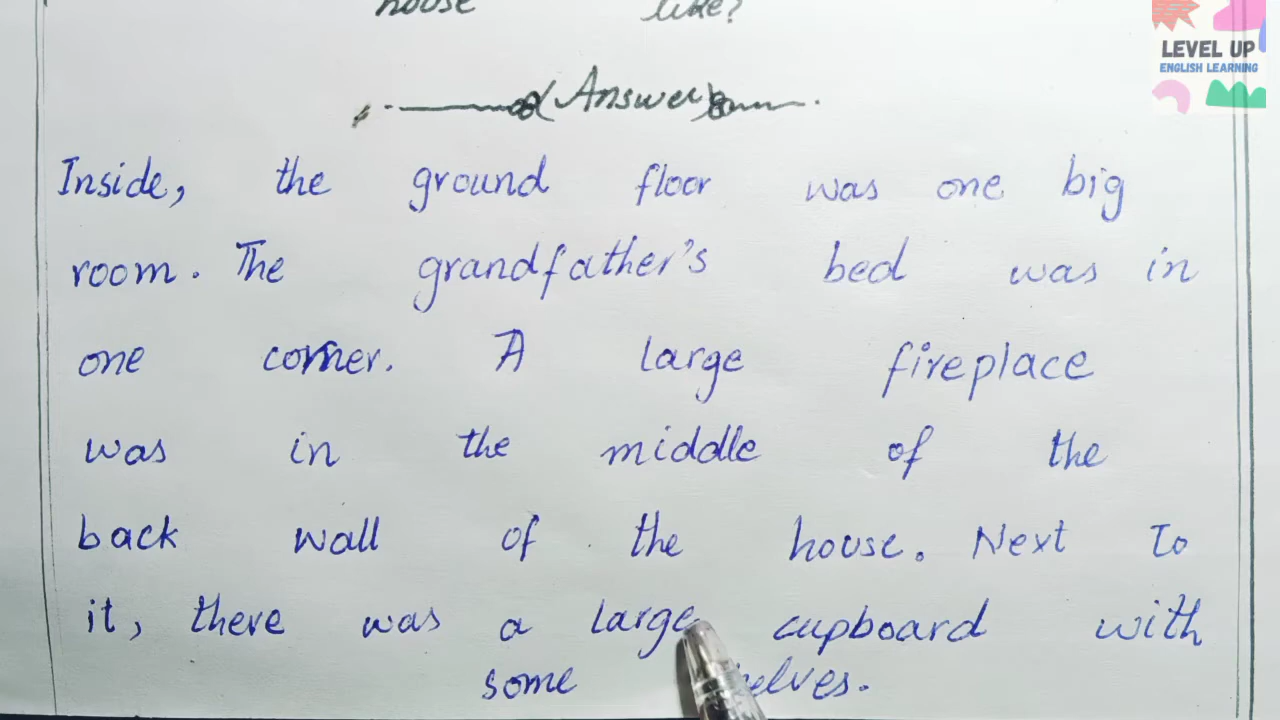 house like?
LEVEL UP
ENGLISH LEARNING
Answer
Inside, the ground floor was one big
room. The grandfather's bed was in
one corner. A large fireplace
was in the middle of the
back wall of the house. Next to
it, there was a large cupboard with
some